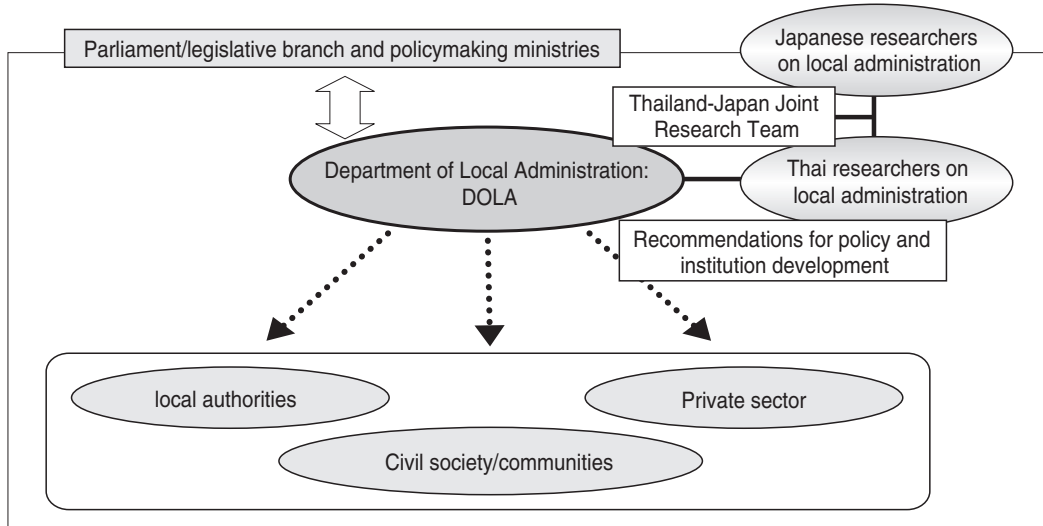 Parliament/legislative branch and policymaking ministries
Japanese researchers
on local administration
Thailand-Japan Joint
Research Team
Department of Local Administration:
DOLA
Thai researchers on
local administration
Recommendations for policy and
institution development
local authorities
Private sector
Civil society/communities